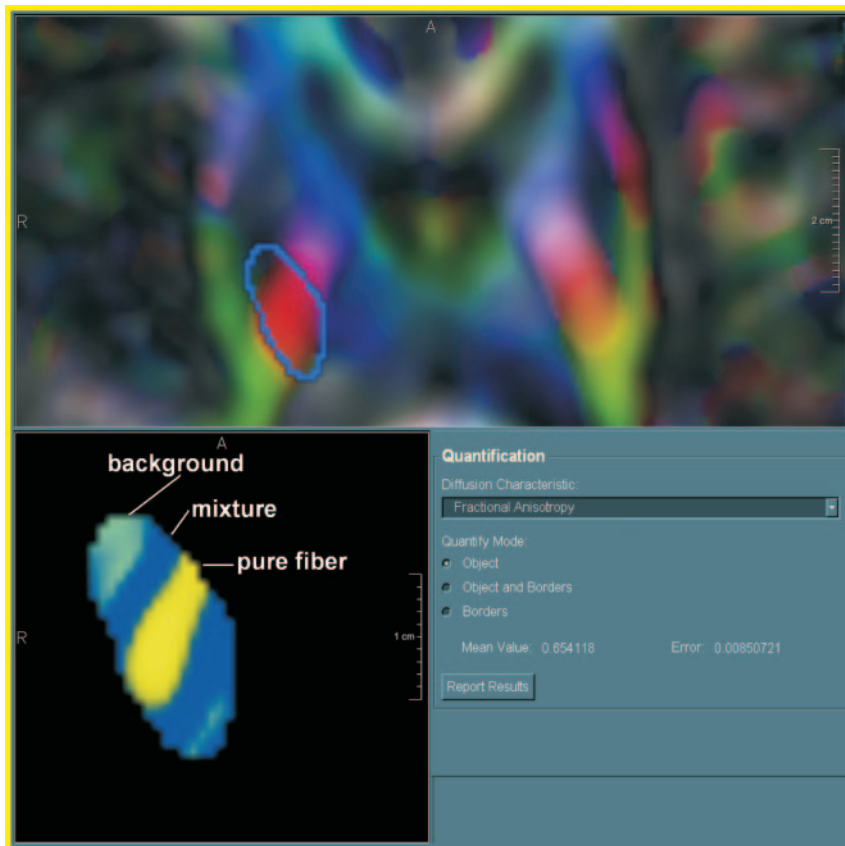 A
R
2 cm
A
background
mixture
pure fiber
R
1 cm
Quantification
Diffusion Characteristic:
Fractional Anisotropy
Quantify Mode:
Object
Object and Borders
Borders
Mean Value: 0.654118 Error: 0.00850721
Report Results